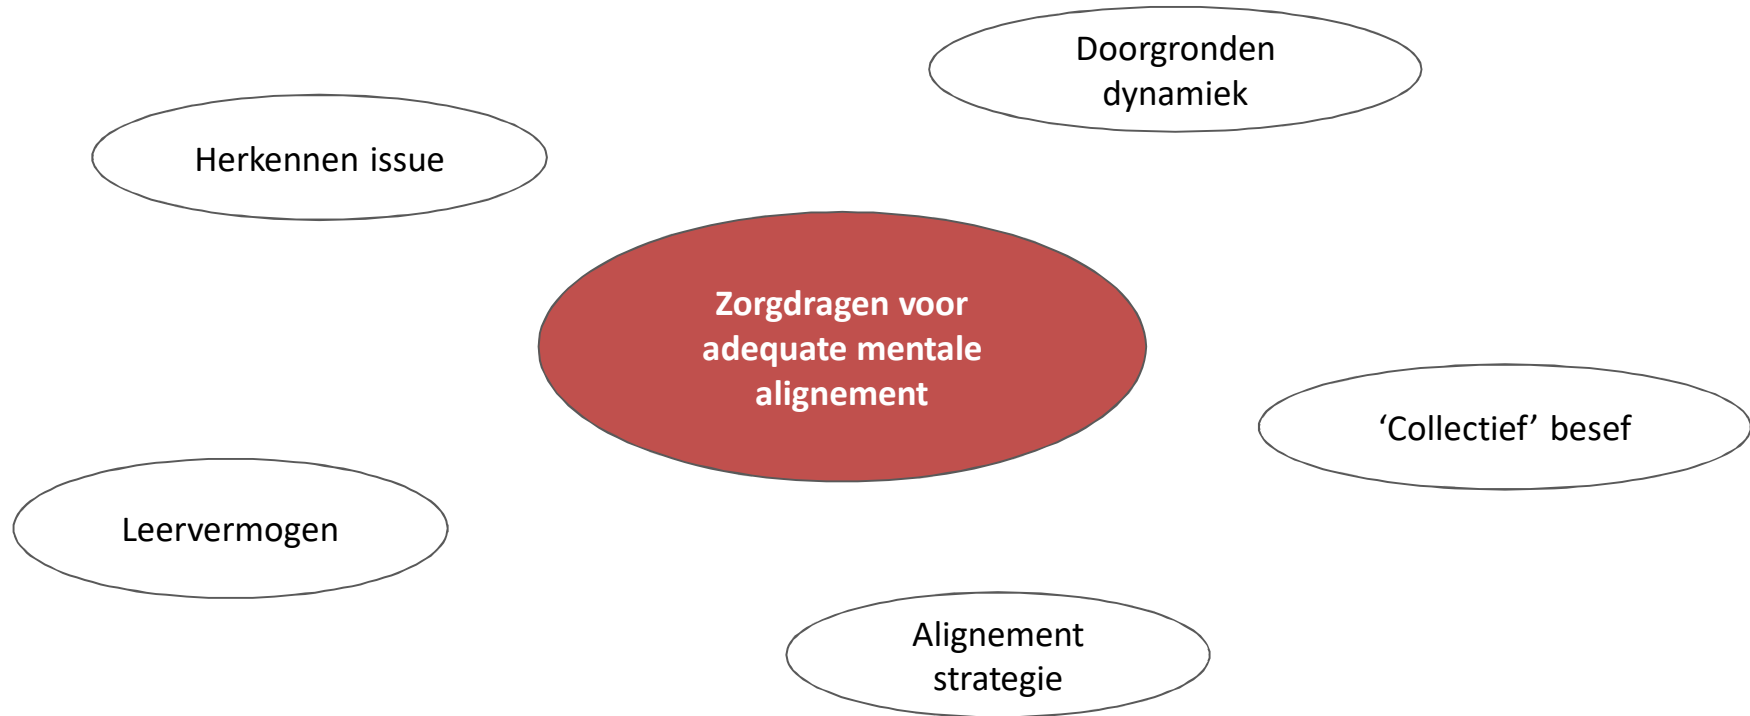 Doorgronden
dynamiek
Herkennen issue
Zorgdragen voor
adequate mentale
alignement
‘Collectief’ besef
Leervermogen
Alignement
strategie